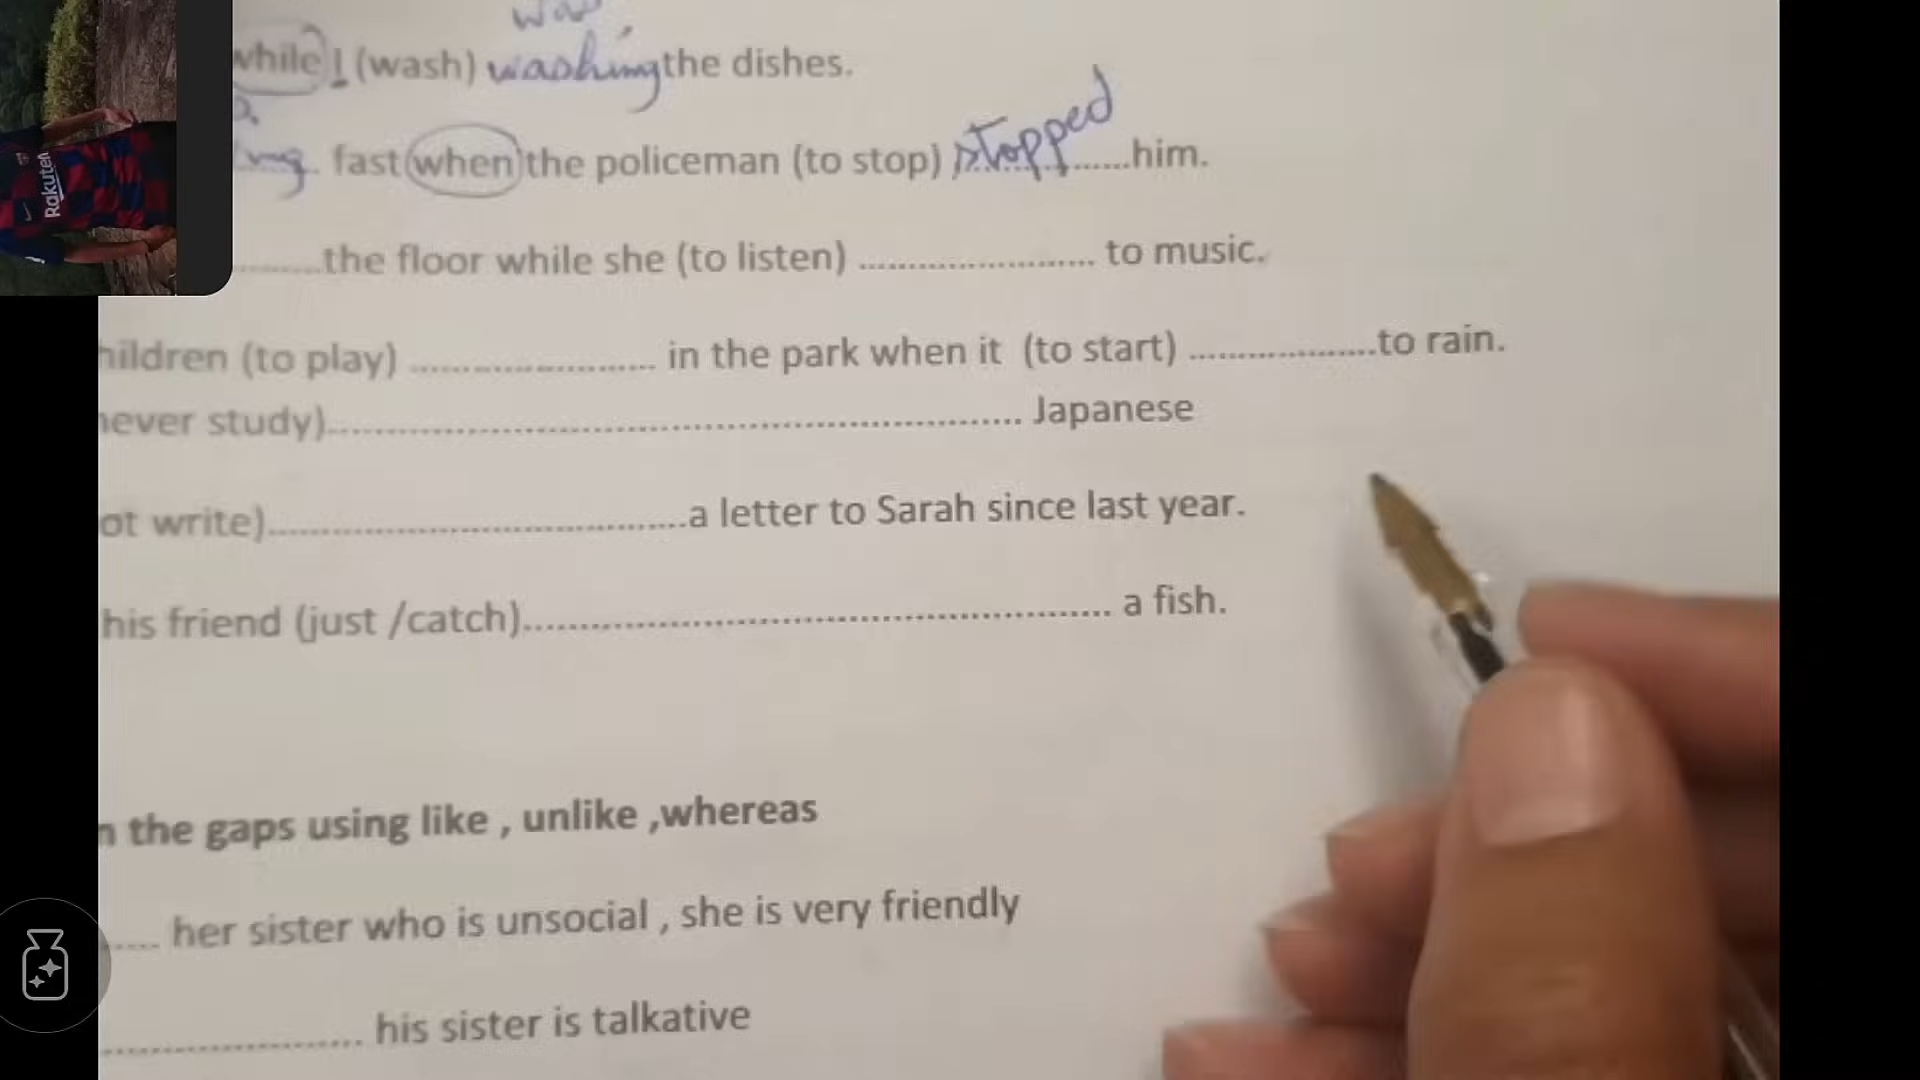 was
while I (wash) washing the dishes.
ing fast when the policeman (to stop) stopped ......him.
.........the floor while she (to listen) ........................ to music.
hildren (to play) ......................... in the park when it (to start) ....................to rain.
never study)........................................................................ Japanese
ot write)...........................................a letter to Sarah since last year.
his friend (just /catch)............................................................ a fish.
n the gaps using like , unlike ,whereas
...... her sister who is unsocial , she is very friendly
........................... his sister is talkative
Rakuten